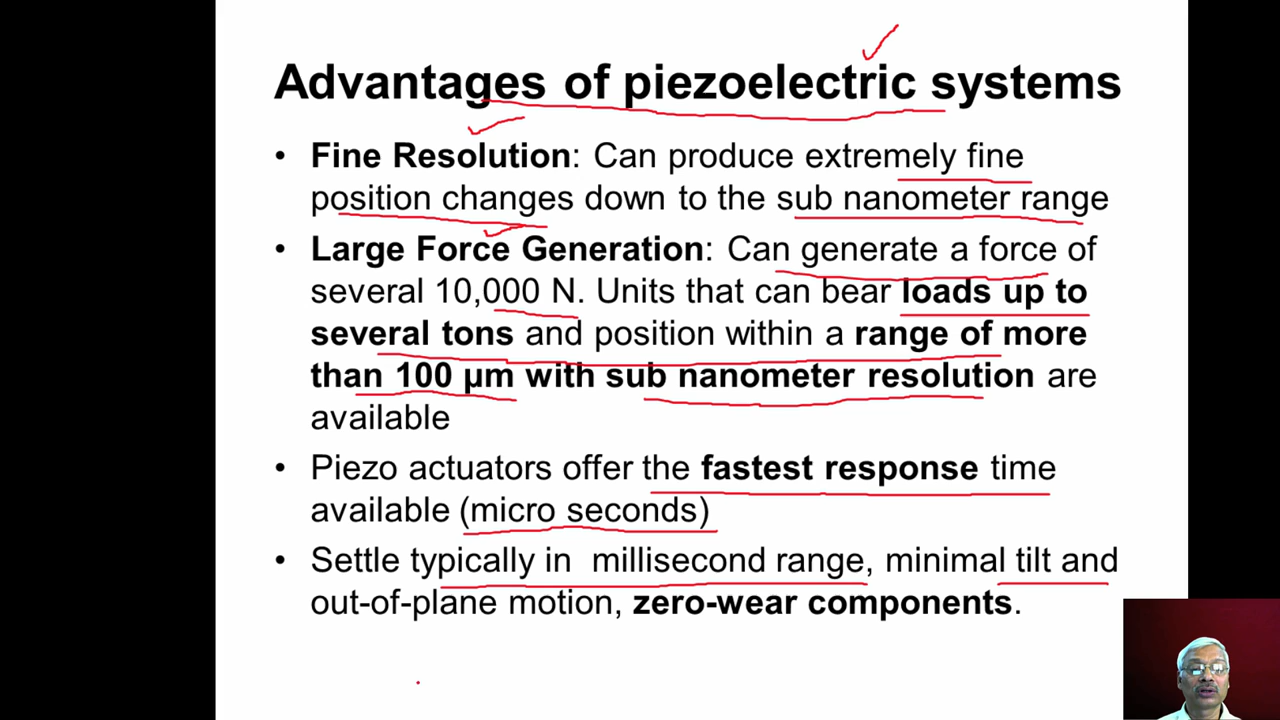 Advantages of piezoelectric systems
• Fine Resolution: Can produce extremely fine
position changes down to the sub nanometer range
• Large Force Generation: Can generate a force of
several 10,000 N. Units that can bear loads up to
several tons and position within a range of more
than 100 µm with sub nanometer resolution are
available
• Piezo actuators offer the fastest response time
available (micro seconds)
• Settle typically in  millisecond range, minimal tilt and
out-of-plane motion, zero-wear components.